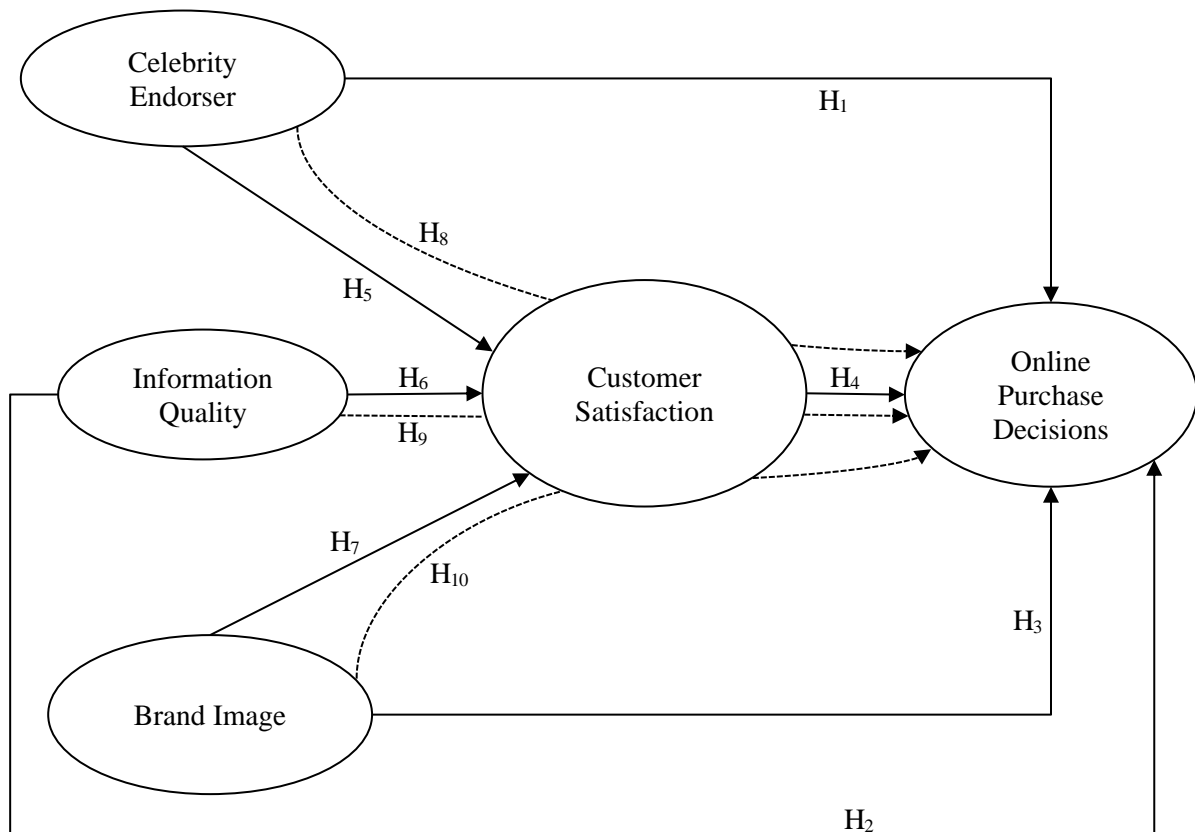 Celebrity
Endorser
H₁
H₈
H₅
Information
Quality
H₆
H₉
Customer
Satisfaction
H₄
Online
Purchase
Decisions
H₇
H₁₀
H₃
Brand Image
H₂